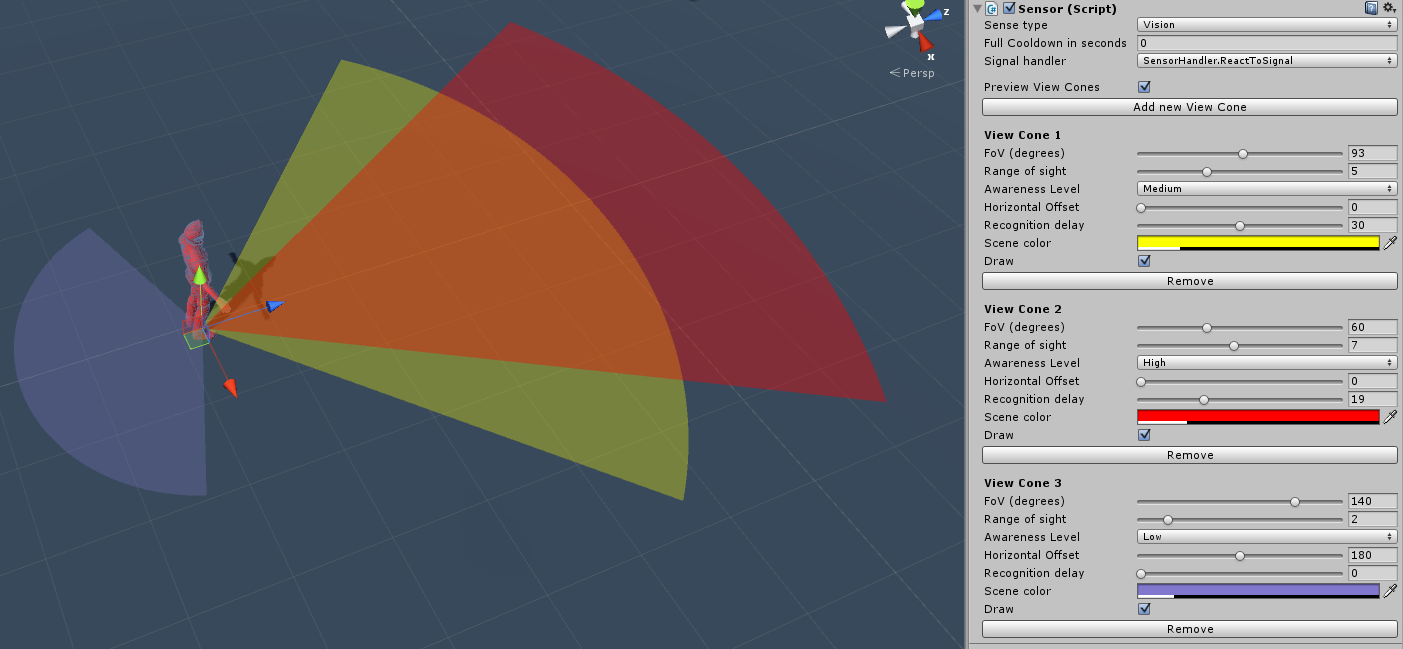 z
x
Persp
Sensor (Script)
Sense type Vision
Full Cooldown in seconds 0
Signal handler SensorHandler.ReactToSignal
Preview View Cones
Add new View Cone
View Cone 1
FoV (degrees) 93
Range of sight 5
Awareness Level Medium
Horizontal Offset 0
Recognition delay 30
Scene color
Draw
Remove
View Cone 2
FoV (degrees) 60
Range of sight 7
Awareness Level High
Horizontal Offset 0
Recognition delay 19
Scene color
Draw
Remove
View Cone 3
FoV (degrees) 140
Range of sight 2
Awareness Level Low
Horizontal Offset 180
Recognition delay 0
Scene color
Draw
Remove